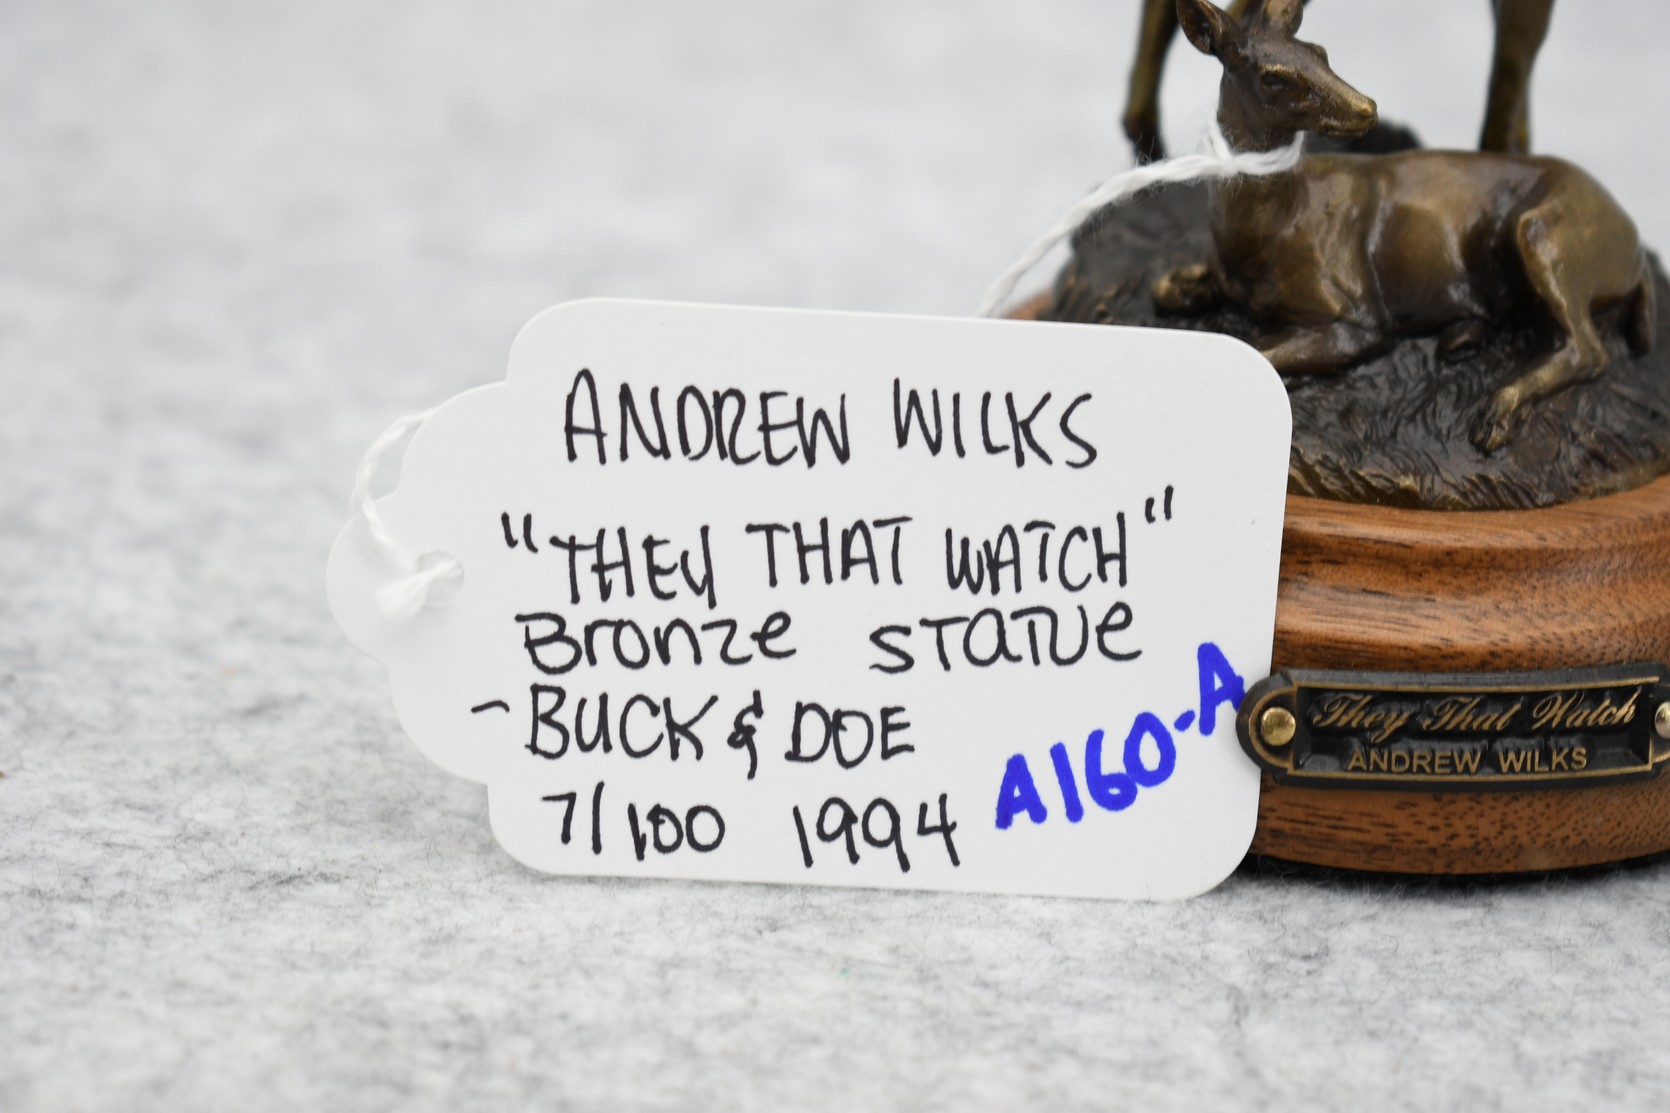 ANDREW WILKS
"THEY THAT WATCH"
Bronze STATUE
- BUCK & DOE
7/100 1994
A160-A
They That Watch
ANDREW WILKS